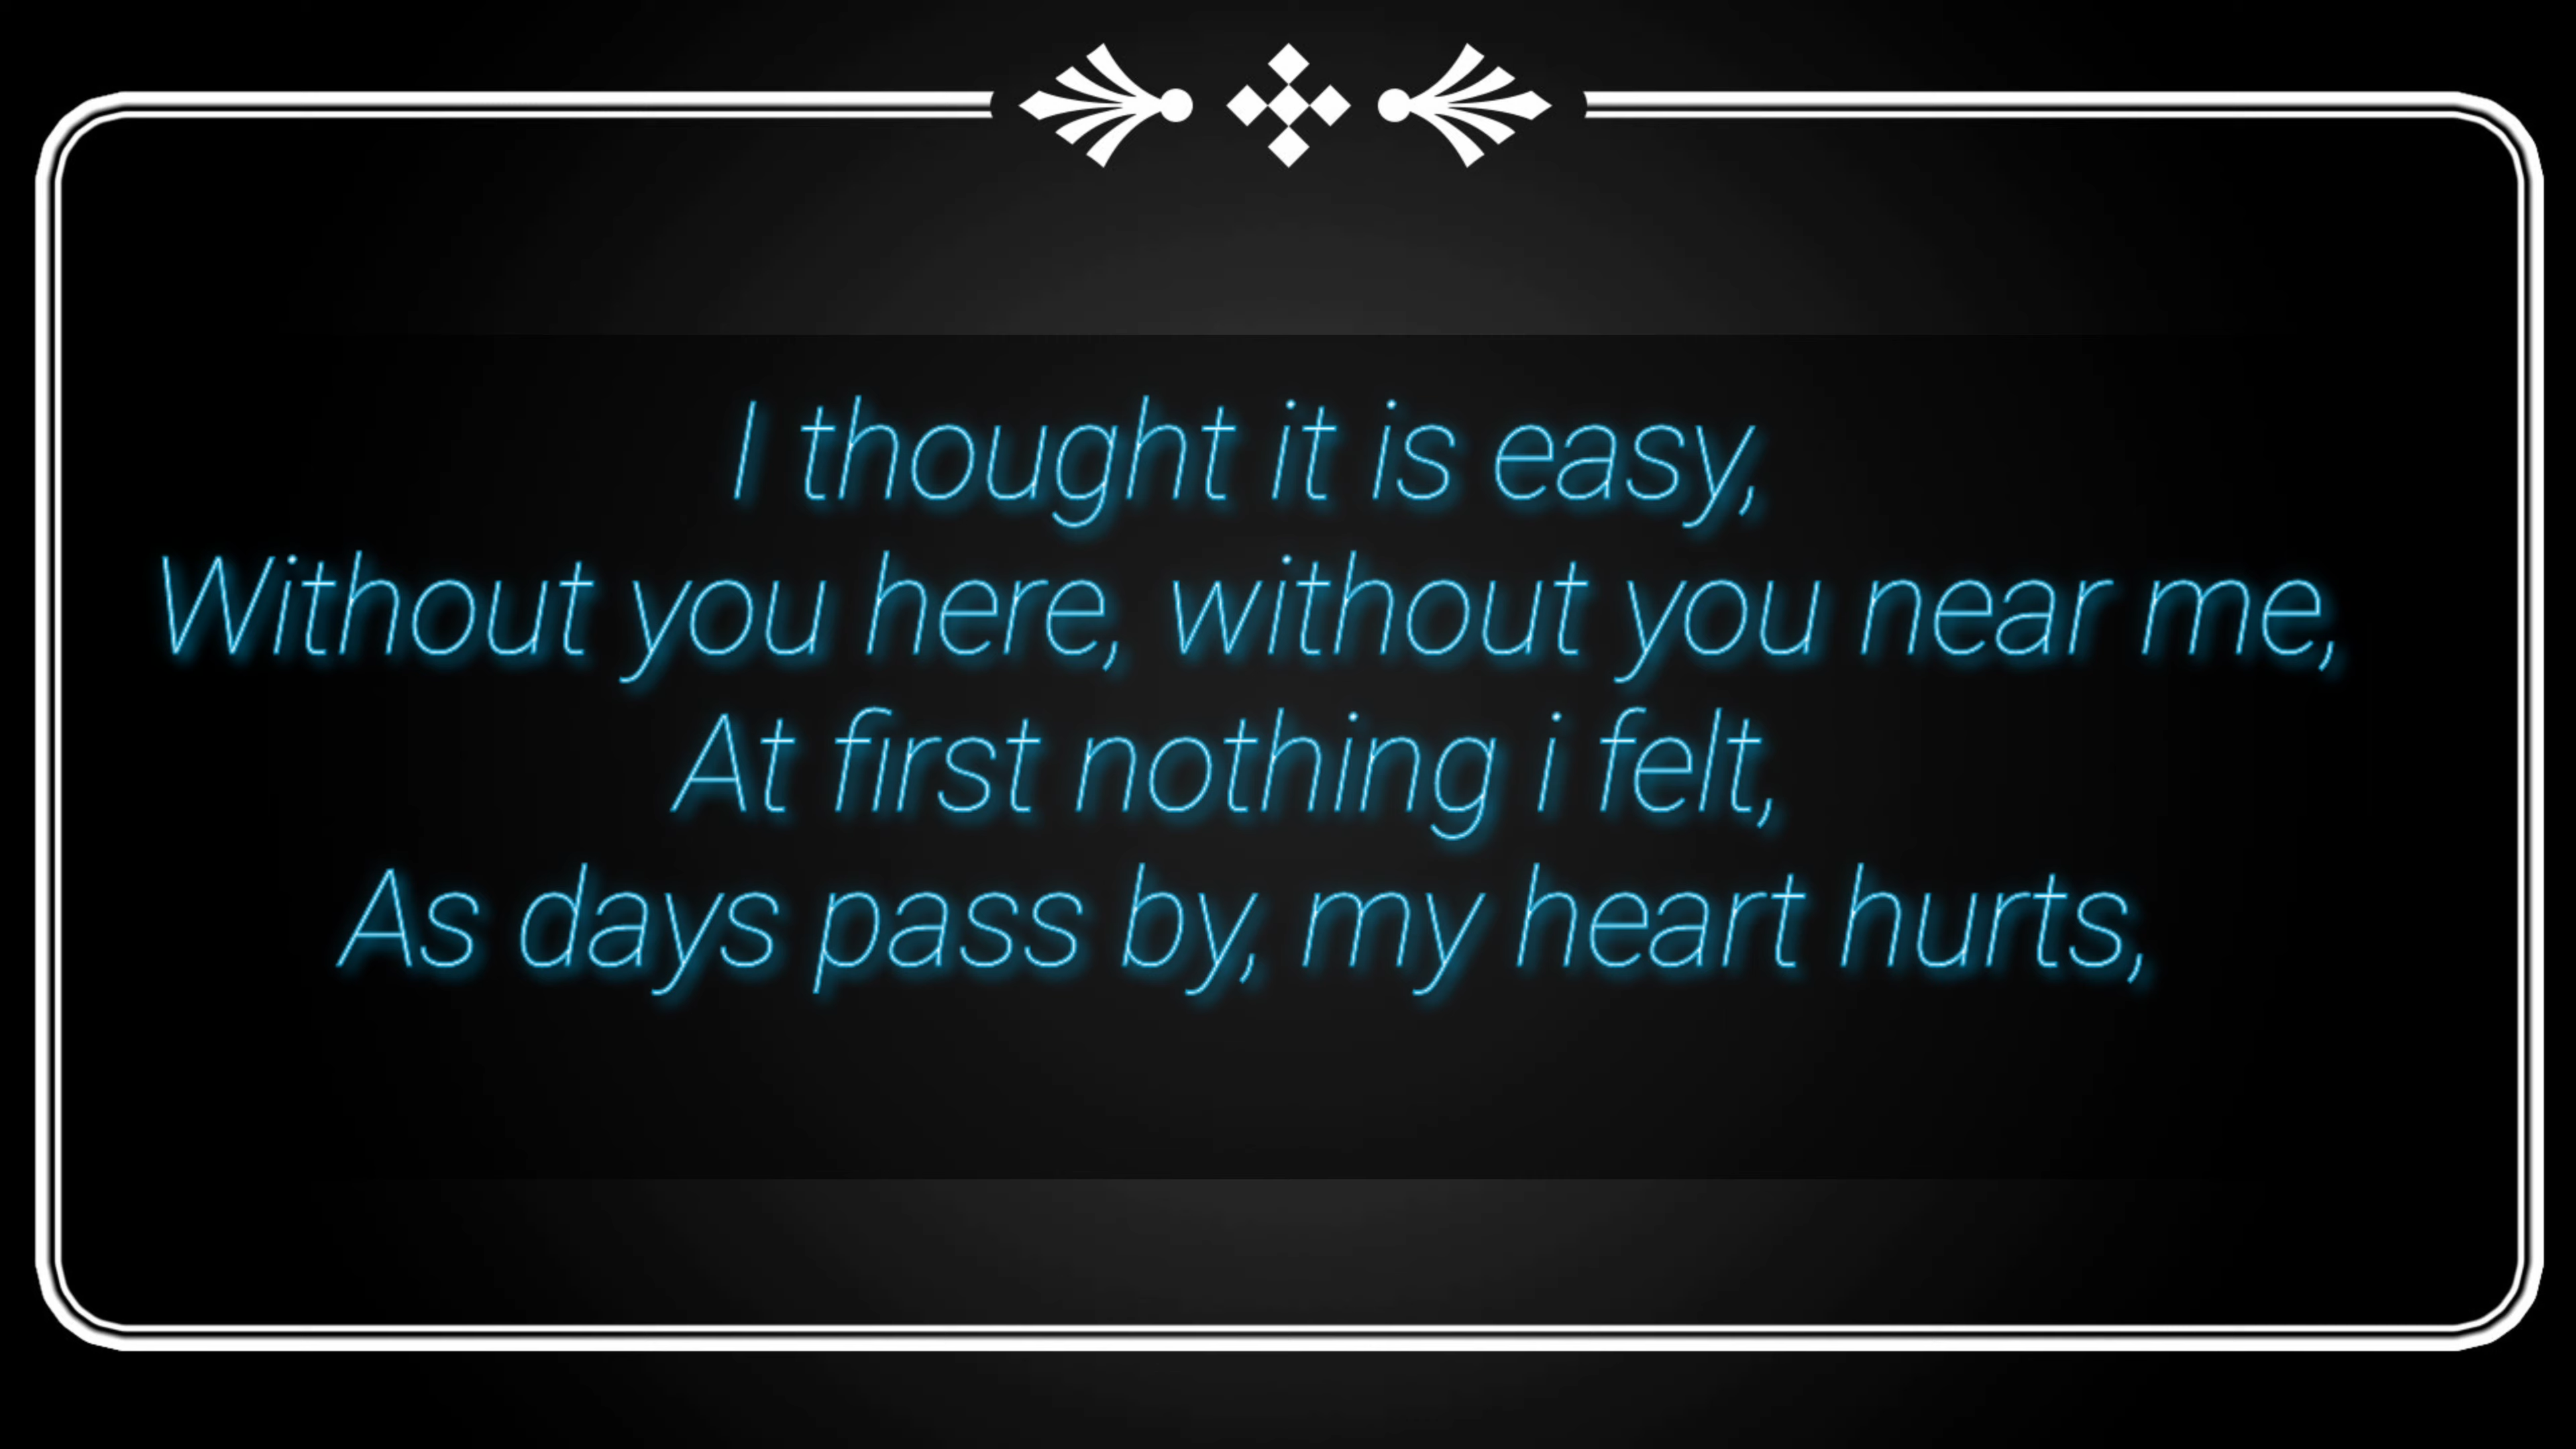 I thought it is easy,
Without you here, without you near me,
At first nothing i felt,
As days pass by, my heart hurts,